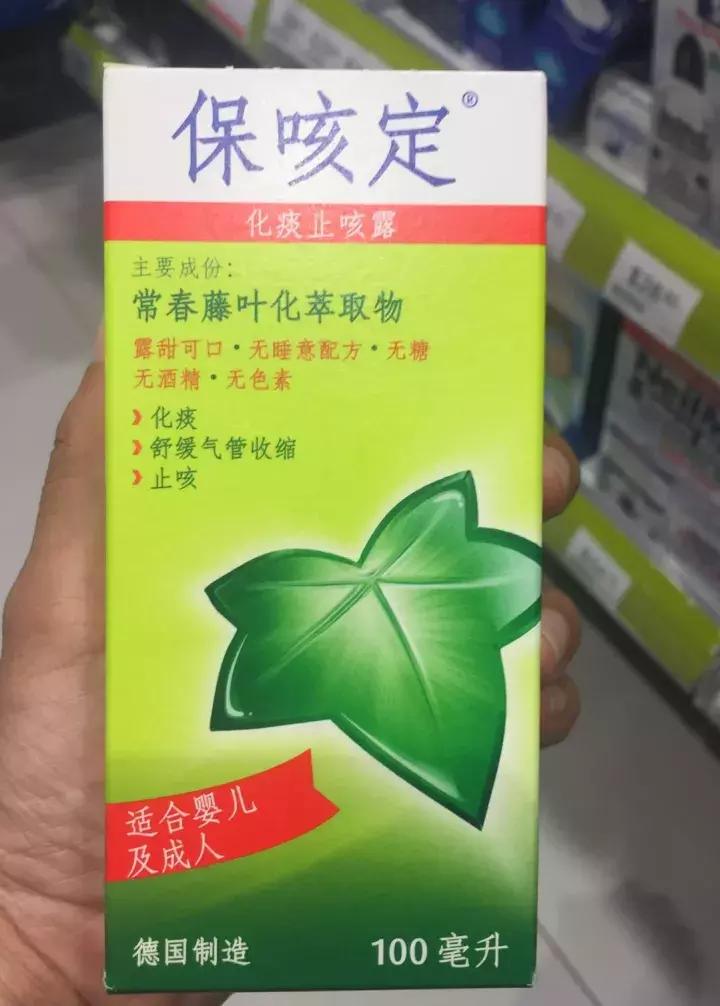 保咳定®
化痰止咳露
主要成份：
常春藤叶化萃取物
露甜可口·无睡意配方·无糖
无酒精·无色素
化痰
舒缓气管收缩
止咳
适合婴儿
及成人
德国制造
100 毫升